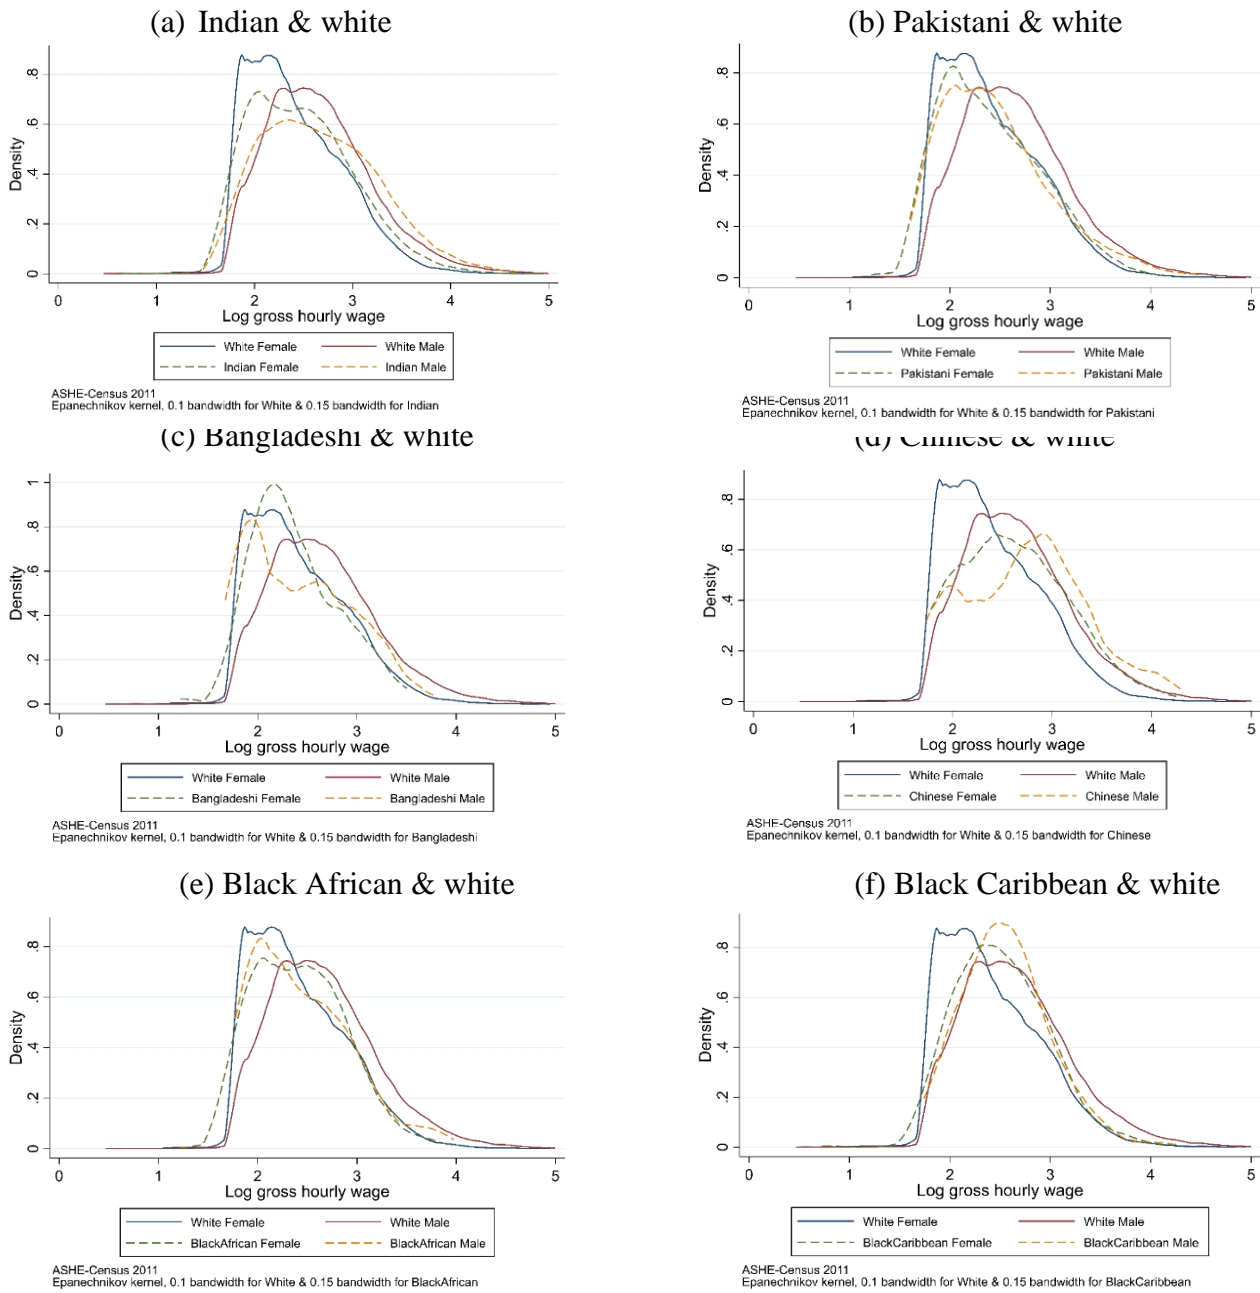 (a) Indian & white
.8
.6
.4
.2
0
Density
0 1 2 3 4 5
Log gross hourly wage
White Female White Male
Indian Female Indian Male
ASHE-Census 2011
Epanechnikov kernel, 0.1 bandwidth for White & 0.15 bandwidth for Indian
(b) Pakistani & white
.8
.6
.4
.2
0
Density
0 1 2 3 4 5
Log gross hourly wage
White Female White Male
Pakistani Female Pakistani Male
ASHE-Census 2011
Epanechnikov kernel, 0.1 bandwidth for White & 0.15 bandwidth for Pakistani
(c) Bangladeshi & white
1
.8
.6
.4
.2
0
Density
0 1 2 3 4 5
Log gross hourly wage
White Female White Male
Bangladeshi Female Bangladeshi Male
ASHE-Census 2011
Epanechnikov kernel, 0.1 bandwidth for White & 0.15 bandwidth for Bangladeshi
(d) Chinese & white
.8
.6
.4
.2
0
Density
0 1 2 3 4 5
Log gross hourly wage
White Female White Male
Chinese Female Chinese Male
ASHE-Census 2011
Epanechnikov kernel, 0.1 bandwidth for White & 0.15 bandwidth for Chinese
(e) Black African & white
.8
.6
.4
.2
0
Density
0 1 2 3 4 5
Log gross hourly wage
White Female White Male
BlackAfrican Female BlackAfrican Male
ASHE-Census 2011
Epanechnikov kernel, 0.1 bandwidth for White & 0.15 bandwidth for BlackAfrican
(f) Black Caribbean & white
.8
.6
.4
.2
0
Density
0 1 2 3 4 5
Log gross hourly wage
White Female White Male
BlackCaribbean Female BlackCaribbean Male
ASHE-Census 2011
Epanechnikov kernel, 0.1 bandwidth for White & 0.15 bandwidth for BlackCaribbean